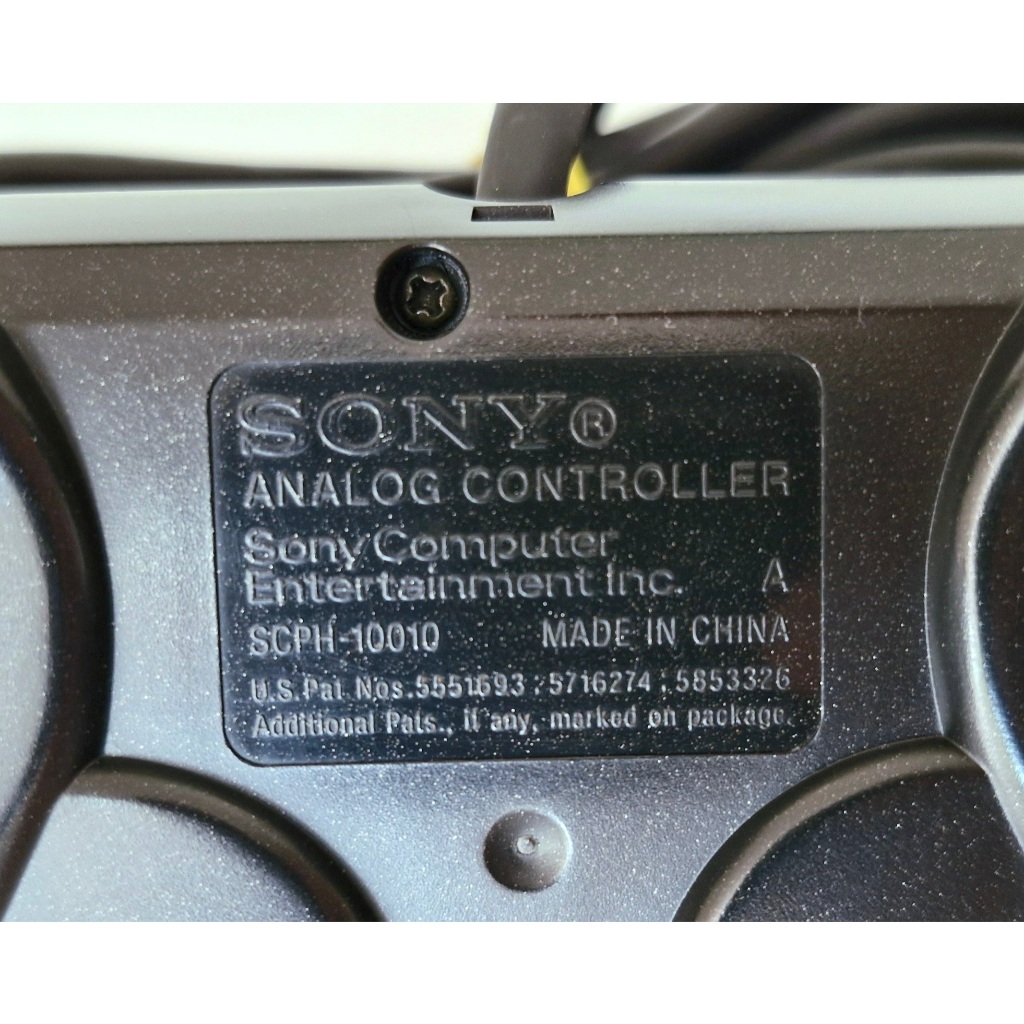 SONY®
ANALOG CONTROLLER
Sony Computer
Entertainment Inc. A
SCPH-10010 MADE IN CHINA
U.S.Pat. Nos.5551693;5716274;5853326
Additional Pats., if any, marked on package.